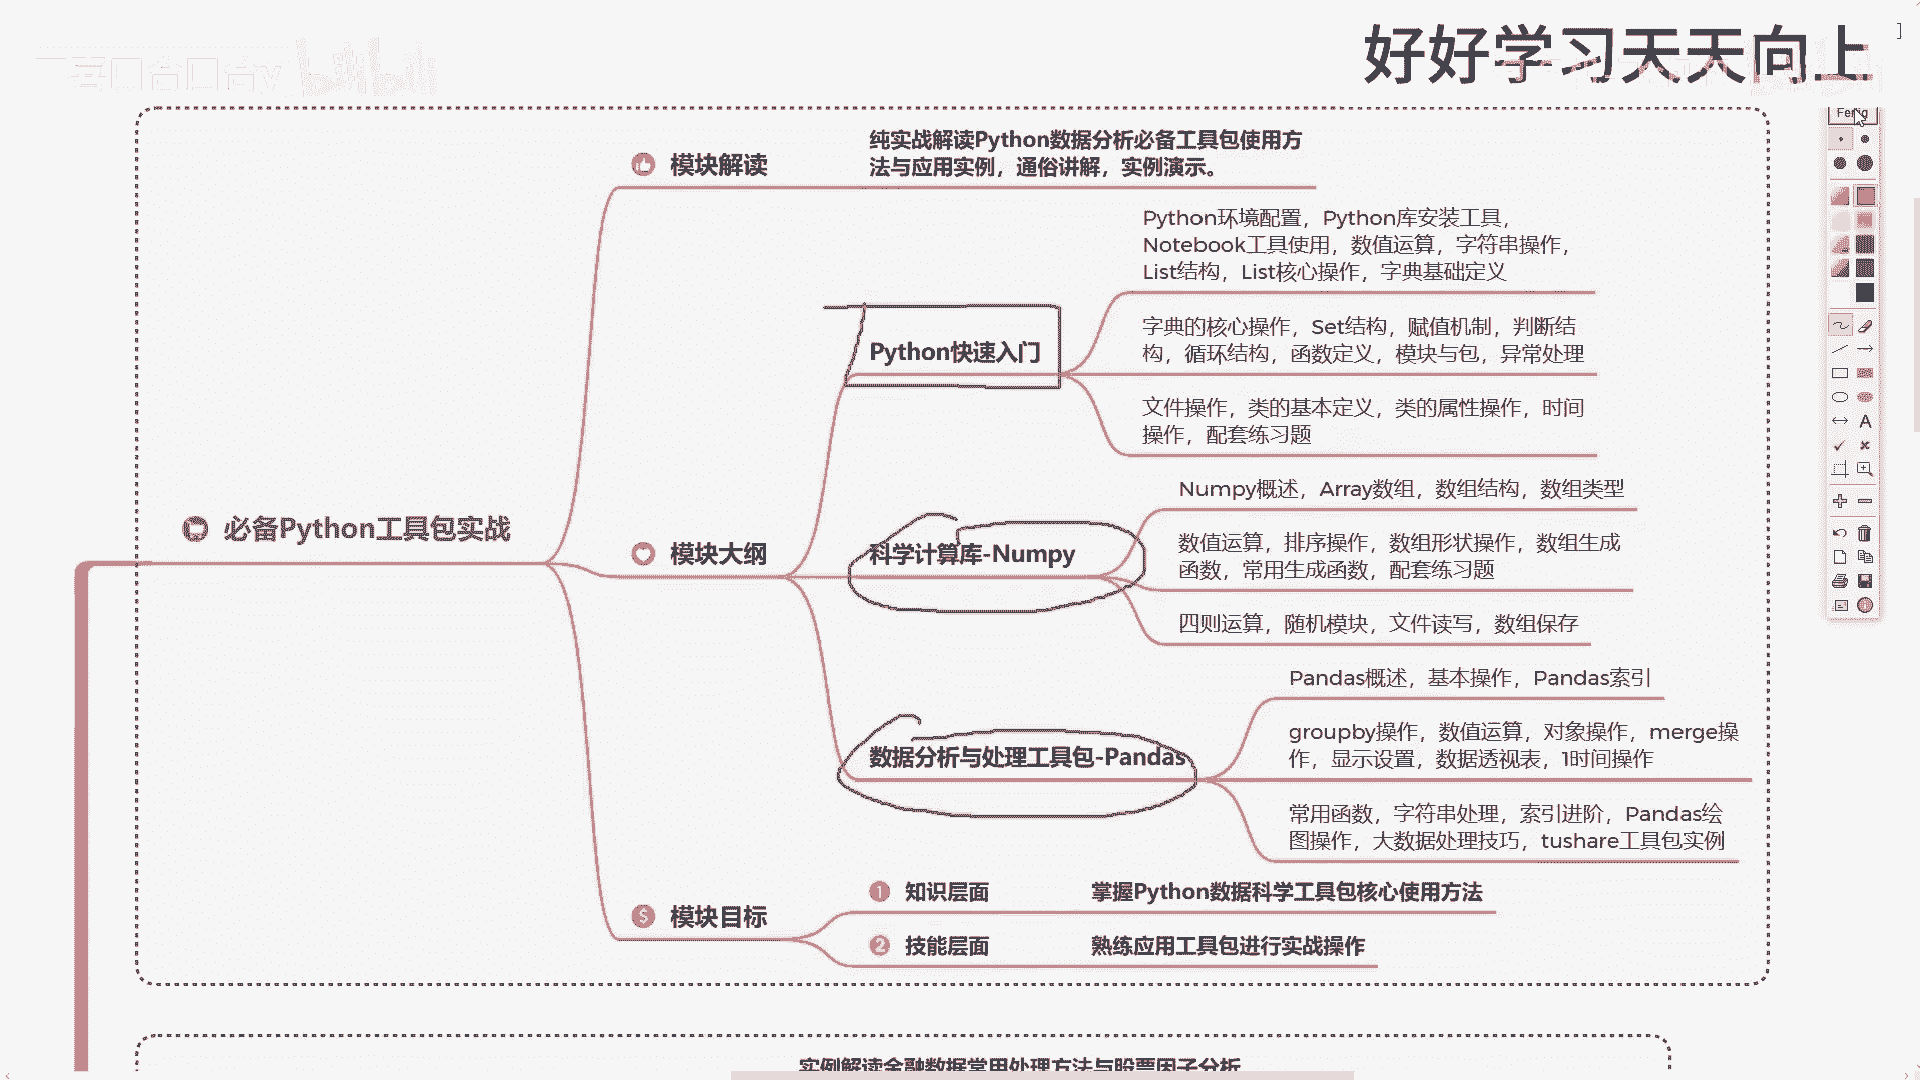 好好学习天天向上
模块解读
纯实战解读Python数据分析必备工具包使用方
法与应用实例，通俗讲解，实例演示。
Python环境配置，Python库安装工具，
Notebook工具使用，数值运算，字符串操作，
List结构，List核心操作，字典基础定义
Python快速入门
字典的核心操作，Set结构，赋值机制，判断结
构，循环结构，函数定义，模块与包，异常处理
文件操作，类的基本定义，类的属性操作，时间
操作，配套练习题
必备Python工具包实战
模块大纲
科学计算库-Numpy
Numpy概述，Array数组，数组结构，数组类型
数值运算，排序操作，数组形状操作，数组生成
函数，常用生成函数，配套练习题
四则运算，随机模块，文件读写，数组保存
数据分析与处理工具包-Pandas
Pandas概述，基本操作，Pandas索引
groupby操作，数值运算，对象操作，merge操
作，显示设置，数据透视表，1时间操作
常用函数，字符串处理，索引进阶，Pandas绘
图操作，大数据处理技巧，tushare工具包实例
模块目标
1 知识层面 掌握Python数据科学工具包核心使用方法
2 技能层面 熟练应用工具包进行实战操作
实例解读金融数据常用处理方法与股票因子分析